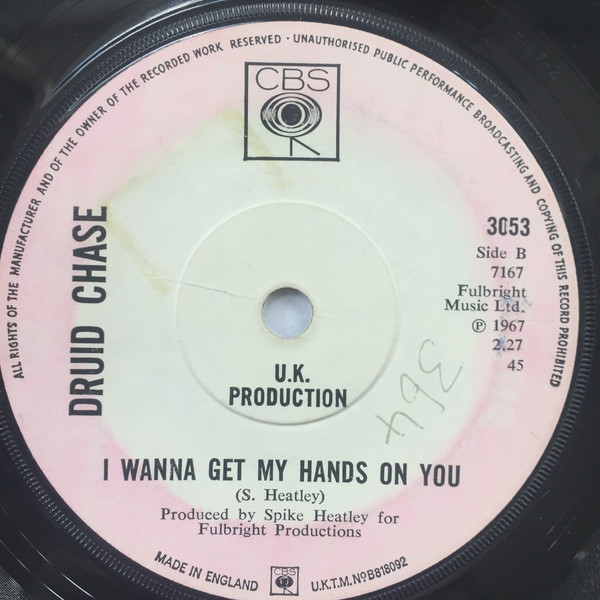 ALL RIGHTS OF THE MANUFACTURER AND OF THE OWNER OF THE RECORDED WORK RESERVED · UNAUTHORISED PUBLIC PERFORMANCE BROADCASTING AND COPYING OF THIS RECORD PROHIBITED
CBS
DRUID CHASE
3053
Side B
7167
Fulbright
Music Ltd.
℗ 1967
2.27
45
U.K.
PRODUCTION
364
I WANNA GET MY HANDS ON YOU
(S. Heatley)
Produced by Spike Heatley for
Fulbright Productions
MADE IN ENGLAND
CBS
U.K.T.M. Nº B818092